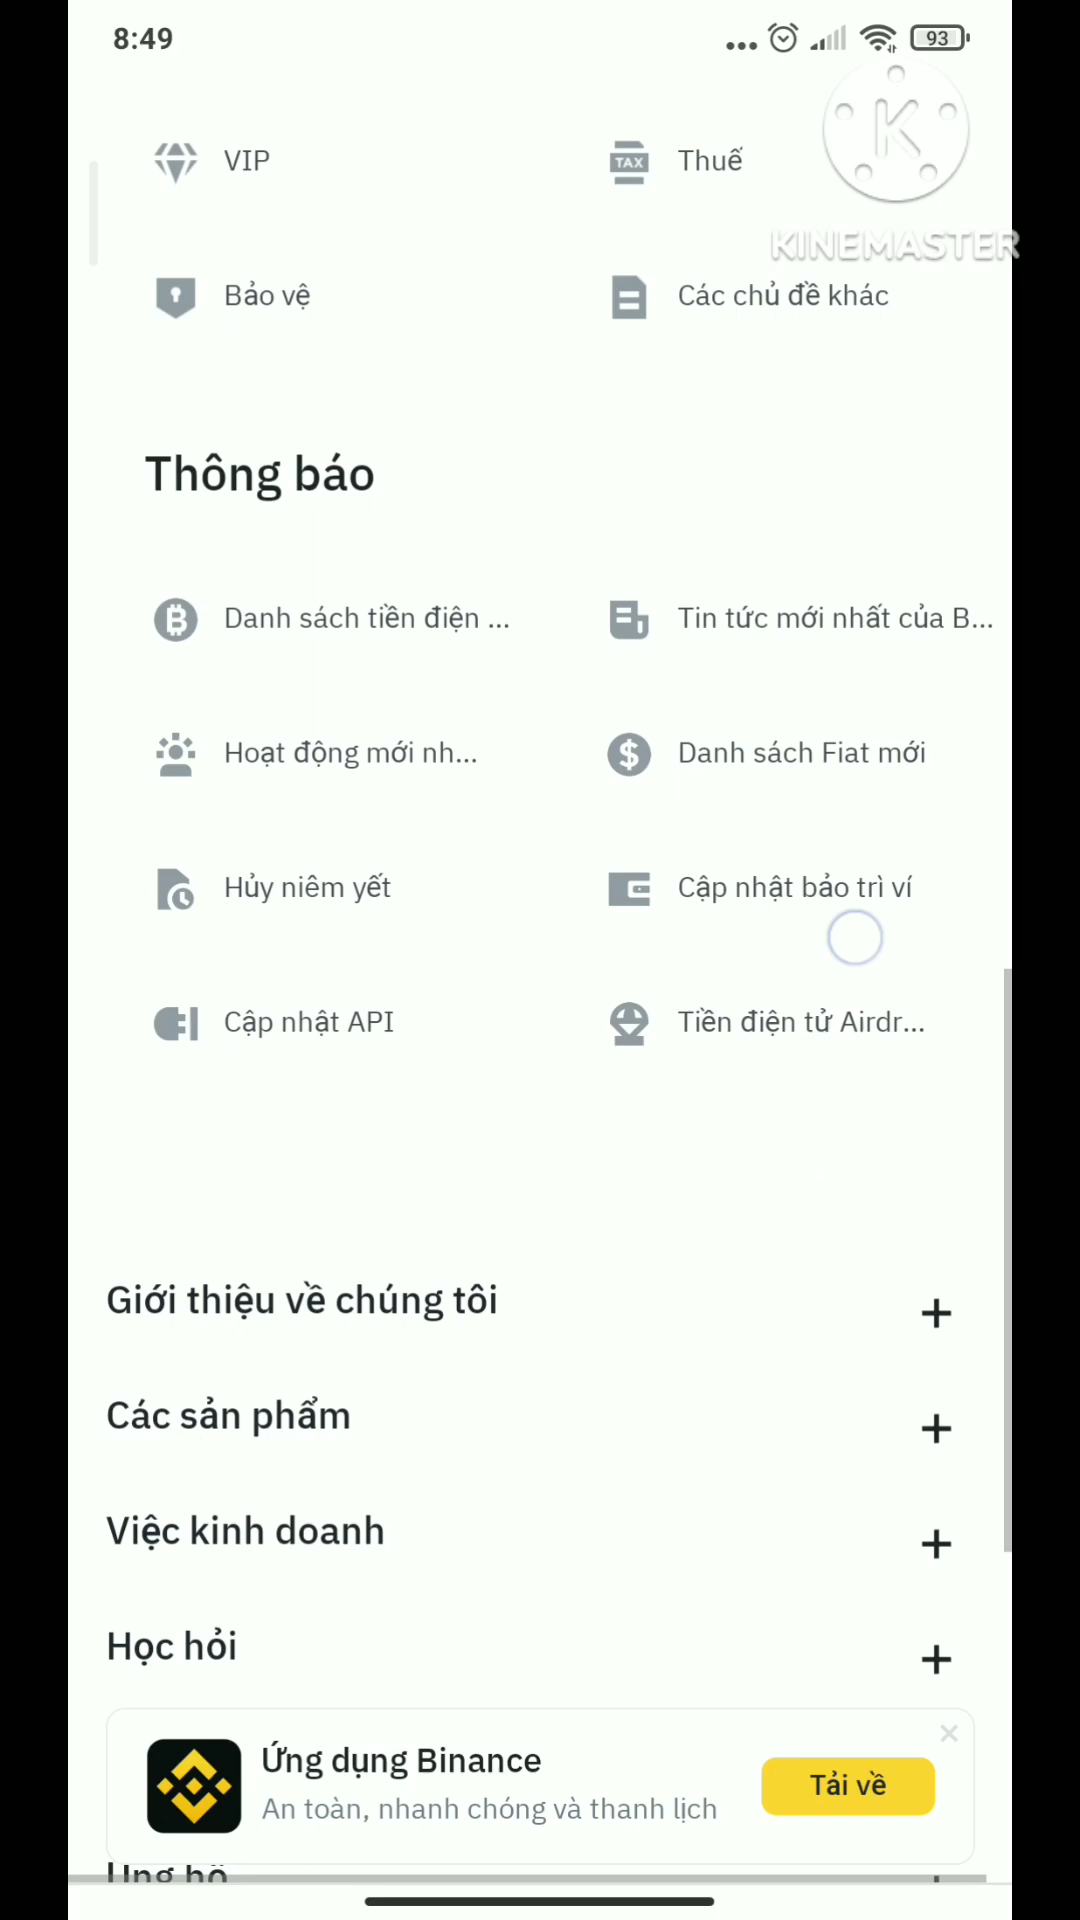 8:49
93
VIP
TAX
Thuế
K
KINEMASTER
Bảo vệ
Các chủ đề khác
Thông báo
Danh sách tiền điện ...
Tin tức mới nhất của B...
Hoạt động mới nh...
Danh sách Fiat mới
Hủy niêm yết
Cập nhật bảo trì ví
Cập nhật API
Tiền điện tử Airdr...
Giới thiệu về chúng tôi
Các sản phẩm
Việc kinh doanh
Học hỏi
Ứng dụng Binance
An toàn, nhanh chóng và thanh lịch
Tải về
Ủng hộ